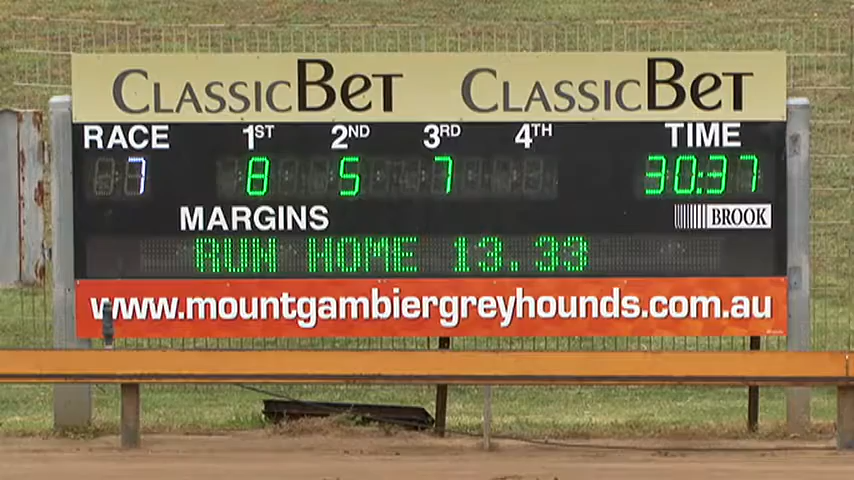 CLASSICBET CLASSICBET
RACE 1ST 2ND 3RD 4TH TIME
7 8 5 7 30:37
MARGINS BROOK
RUN HOME 13.39
www.mountgambiergreyhounds.com.au